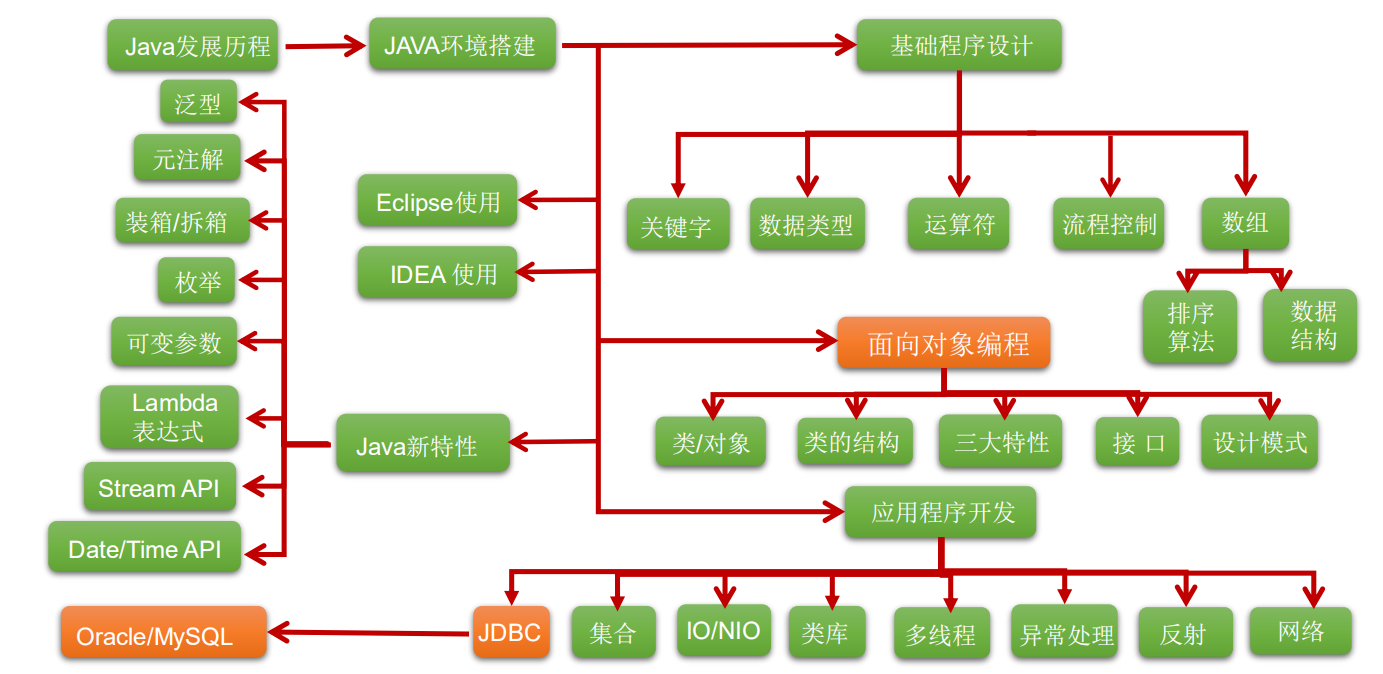 Java发展历程
JAVA环境搭建
基础程序设计
泛型
元注解
装箱/拆箱
枚举
可变参数
Lambda
表达式
Stream API
Date/Time API
Eclipse使用
IDEA 使用
Java新特性
关键字
数据类型
运算符
流程控制
数组
排序
算法
数据
结构
面向对象编程
类/对象
类的结构
三大特性
接 口
设计模式
应用程序开发
Oracle/MySQL
JDBC
集合
IO/NIO
类库
多线程
异常处理
反射
网络